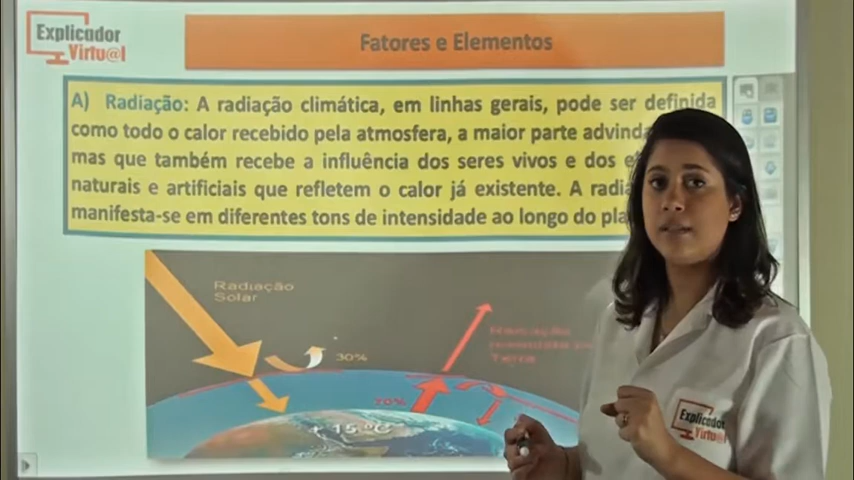 Explicador
Virtu@l
Fatores e Elementos
A) Radiação: A radiação climática, em linhas gerais, pode ser definida
como todo o calor recebido pela atmosfera, a maior parte advinda
mas que também recebe a influência dos seres vivos e dos
naturais e artificiais que refletem o calor já existente. A
manifesta-se em diferentes tons de intensidade ao longo do
Radiação
Solar
30%
70%
+ 15 ºC
Explicador
Virtu@l